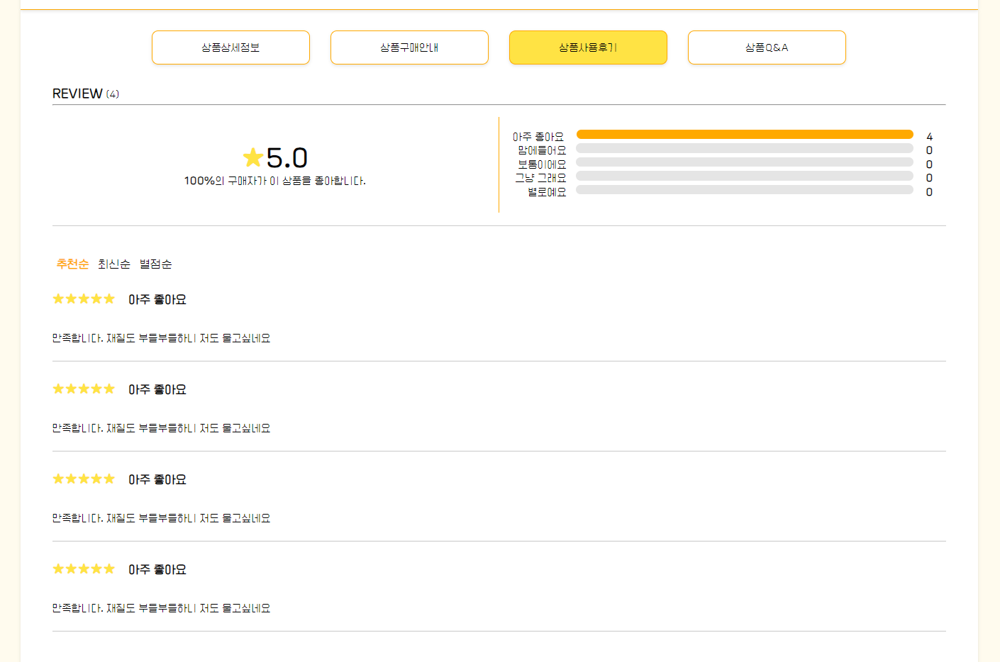 상품상세정보 상품구매안내 상품사용후기 상품Q&A
REVIEW (4)
★5.0
100%의 구매자가 이 상품을 좋아합니다.
아주 좋아요 4
맘에들어요 0
보통이에요 0
그냥 그래요 0
별로예요 0
추천순 최신순 별점순
★★★★★ 아주 좋아요
만족합니다. 재질도 부들부들하니 저도 물고싶네요
★★★★★ 아주 좋아요
만족합니다. 재질도 부들부들하니 저도 물고싶네요
★★★★★ 아주 좋아요
만족합니다. 재질도 부들부들하니 저도 물고싶네요
★★★★★ 아주 좋아요
만족합니다. 재질도 부들부들하니 저도 물고싶네요